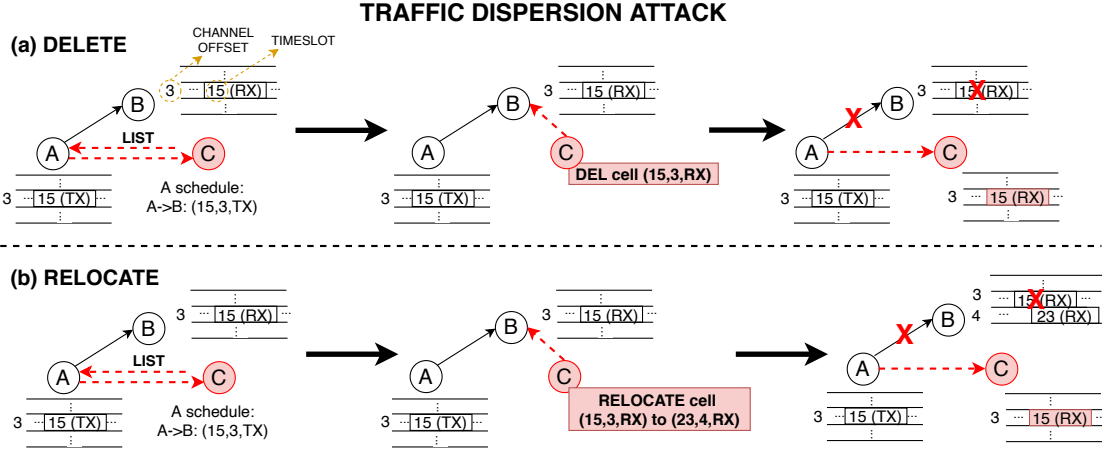 TRAFFIC DISPERSION ATTACK
(a) DELETE
CHANNEL
OFFSET
TIMESLOT
B
3 ... 15 (RX) ...
A
LIST
C
3 ... 15 (TX) ...
A schedule:
A->B: (15,3,TX)
B
3 ... 15 (RX) ...
A
C
DEL cell (15,3,RX)
3 ... 15 (TX) ...
B
3 ... 15 (RX) ...
X
X
A
C
3 ... 15 (TX) ...
3 ... 15 (RX) ...
(b) RELOCATE
B
3 ... 15 (RX) ...
A
LIST
C
3 ... 15 (TX) ...
A schedule:
A->B: (15,3,TX)
B
3 ... 15 (RX) ...
A
C
RELOCATE cell
(15,3,RX) to (23,4,RX)
3 ... 15 (TX) ...
B
3 ... 15 (RX) ...
X
4 ... 23 (RX)
X
A
C
3 ... 15 (TX) ...
3 ... 15 (RX) ...